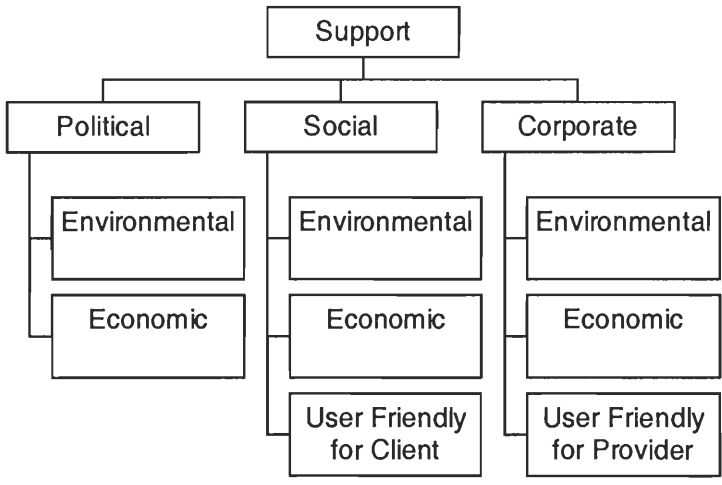 Support
Political
Social
Corporate
Environmental
Economic
Environmental
Economic
User Friendly
for Client
Environmental
Economic
User Friendly
for Provider